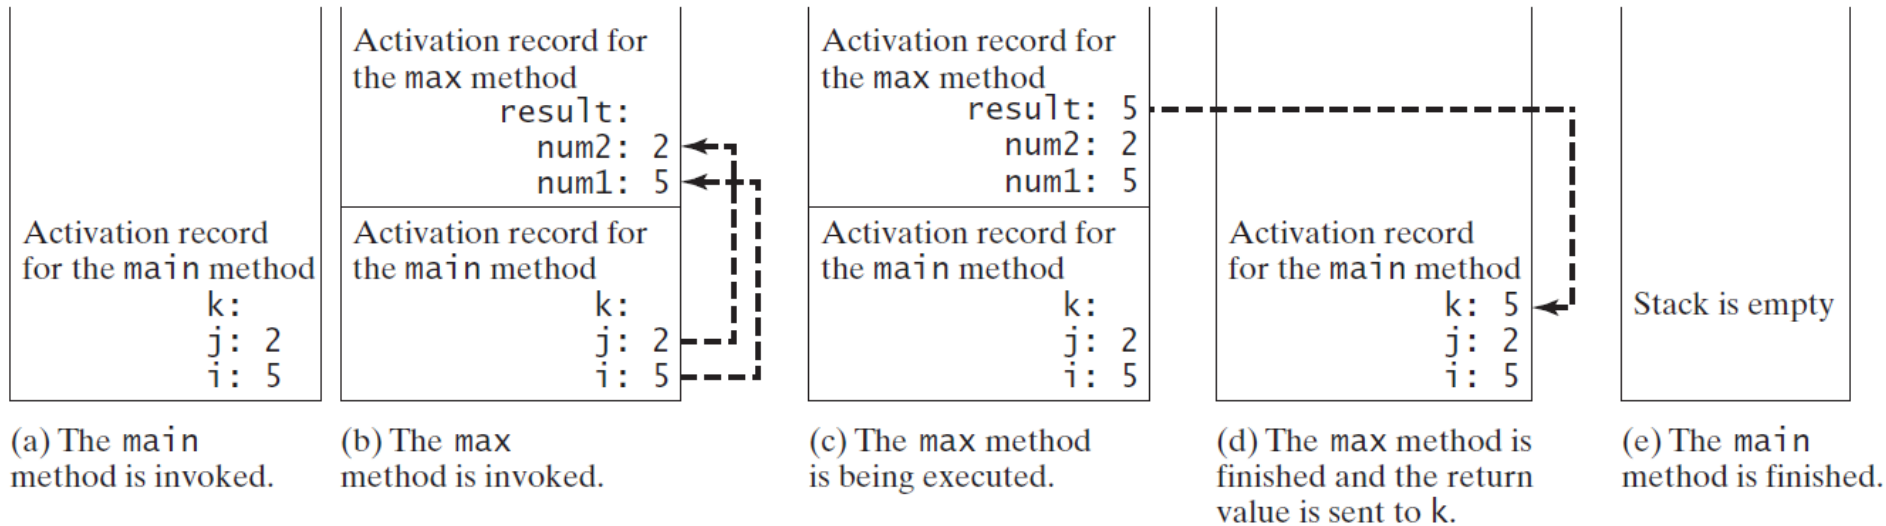 Activation record
for the main method
k:
j: 2
i: 5
(a) The main
method is invoked.
Activation record for
the max method
result:
num2: 2
num1: 5
Activation record for
the main method
k:
j: 2
i: 5
(b) The max
method is invoked.
Activation record for
the max method
result: 5
num2: 2
num1: 5
Activation record for
the main method
k:
j: 2
i: 5
(c) The max method
is being executed.
Activation record
for the main method
k: 5
j: 2
i: 5
(d) The max method is
finished and the return
value is sent to k.
Stack is empty
(e) The main
method is finished.